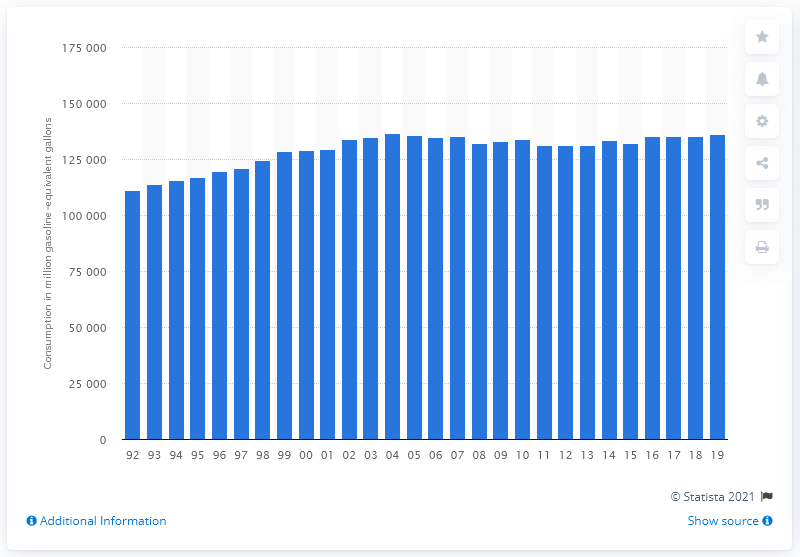 175 000
150 000
125 000
100 000
75 000
50 000
25 000
0
Consumption in million gasoline-equivalent gallons
92 93 94 95 96 97 98 99 00 01 02 03 04 05 06 07 08 09 10 11 12 13 14 15 16 17 18 19
© Statista 2021
Additional Information
Show source